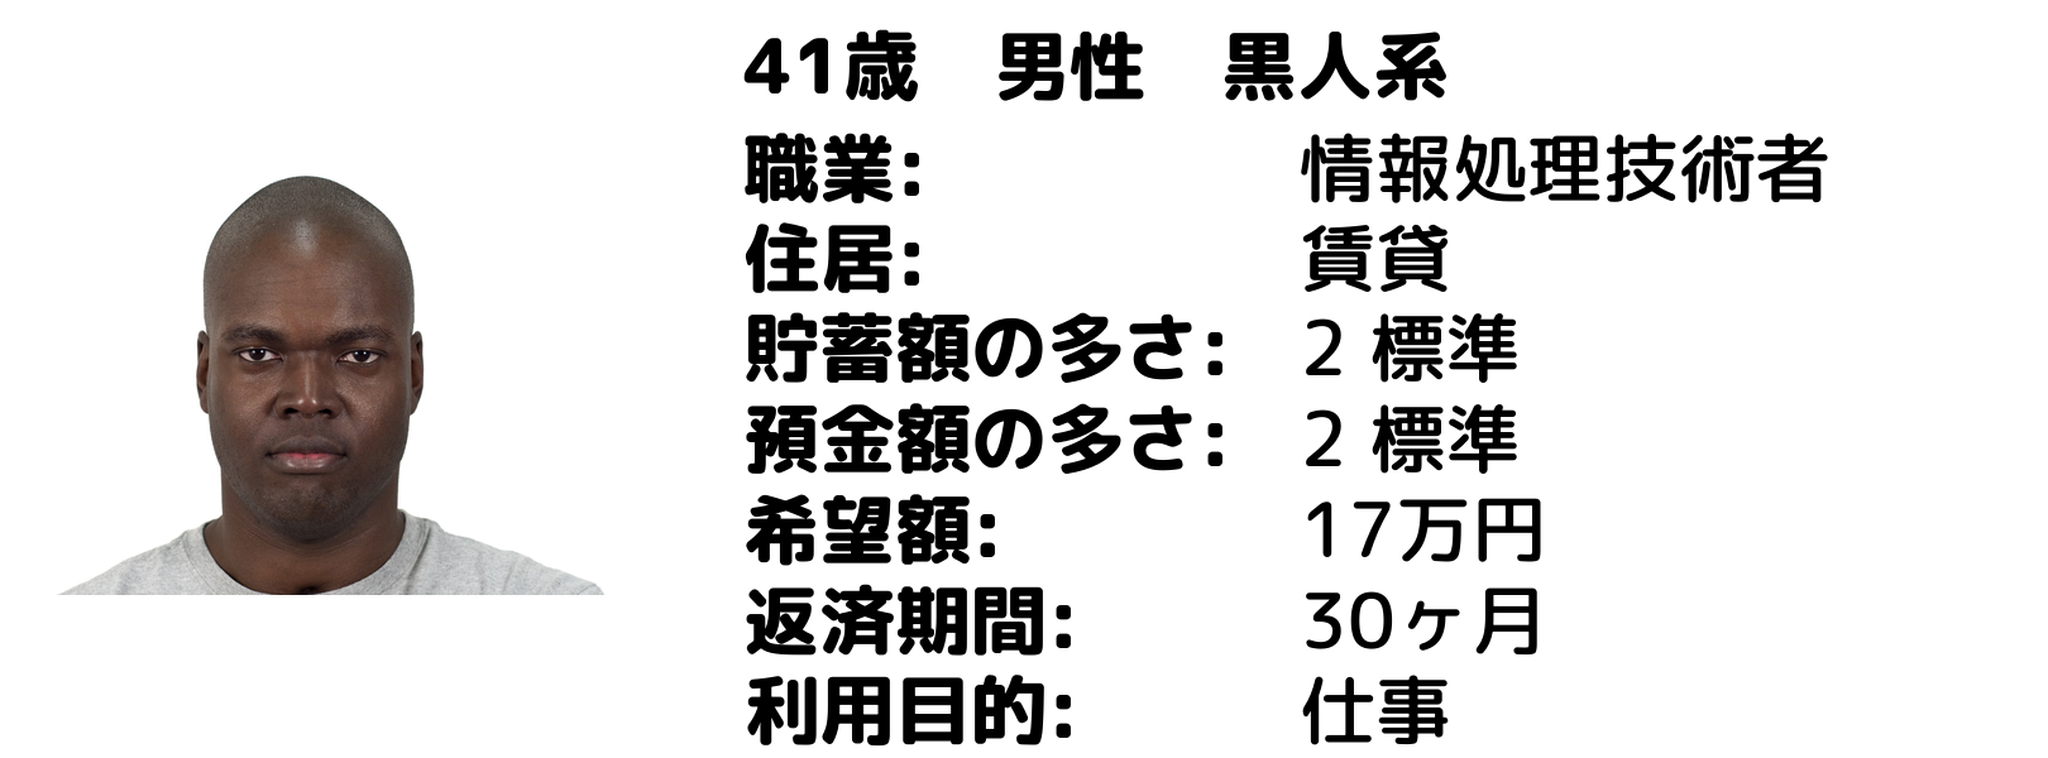 41歳　男性　黒人系
職業: 情報処理技術者
住居: 賃貸
貯蓄額の多さ: 2 標準
預金額の多さ: 2 標準
希望額: 17万円
返済期間: 30ヶ月
利用目的: 仕事